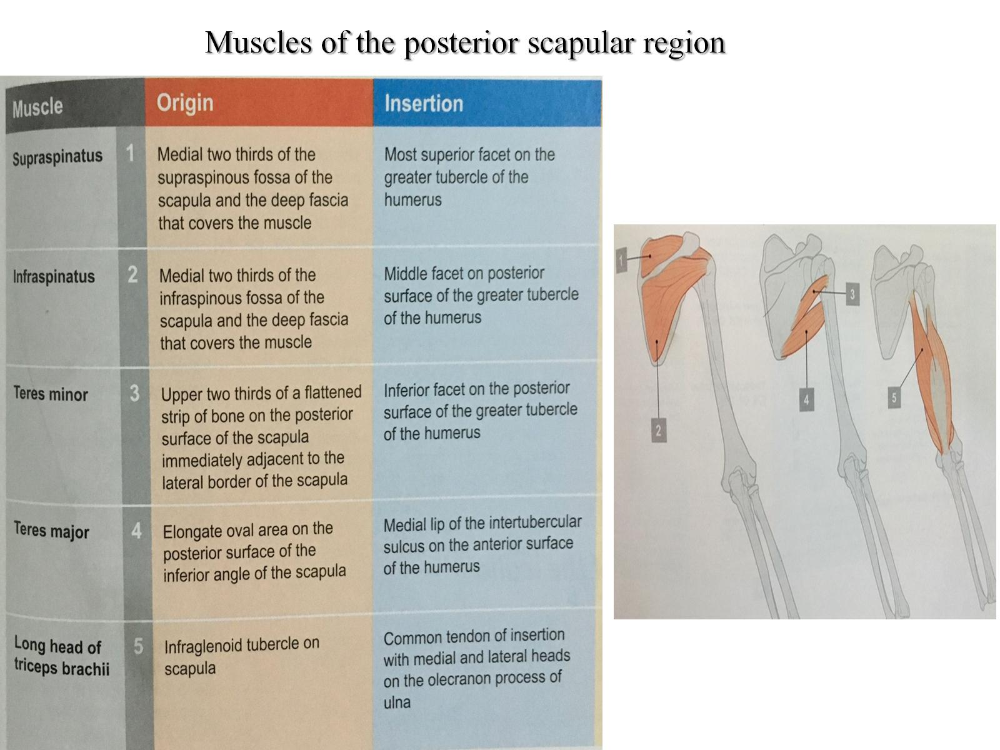 Muscles of the posterior scapular region
Muscle
Origin
Insertion
Supraspinatus
1
Medial two thirds of the
supraspinous fossa of the
scapula and the deep fascia
that covers the muscle
Most superior facet on the
greater tubercle of the
humerus
Infraspinatus
2
Medial two thirds of the
infraspinous fossa of the
scapula and the deep fascia
that covers the muscle
Middle facet on posterior
surface of the greater tubercle
of the humerus
Teres minor
3
Upper two thirds of a flattened
strip of bone on the posterior
surface of the scapula
immediately adjacent to the
lateral border of the scapula
Inferior facet on the posterior
surface of the greater tubercle
of the humerus
Teres major
4
Elongate oval area on the
posterior surface of the
inferior angle of the scapula
Medial lip of the intertubercular
sulcus on the anterior surface
of the humerus
Long head of
triceps brachii
5
Infraglenoid tubercle on
scapula
Common tendon of insertion
with medial and lateral heads
on the olecranon process of
ulna
1
2
3
4
5